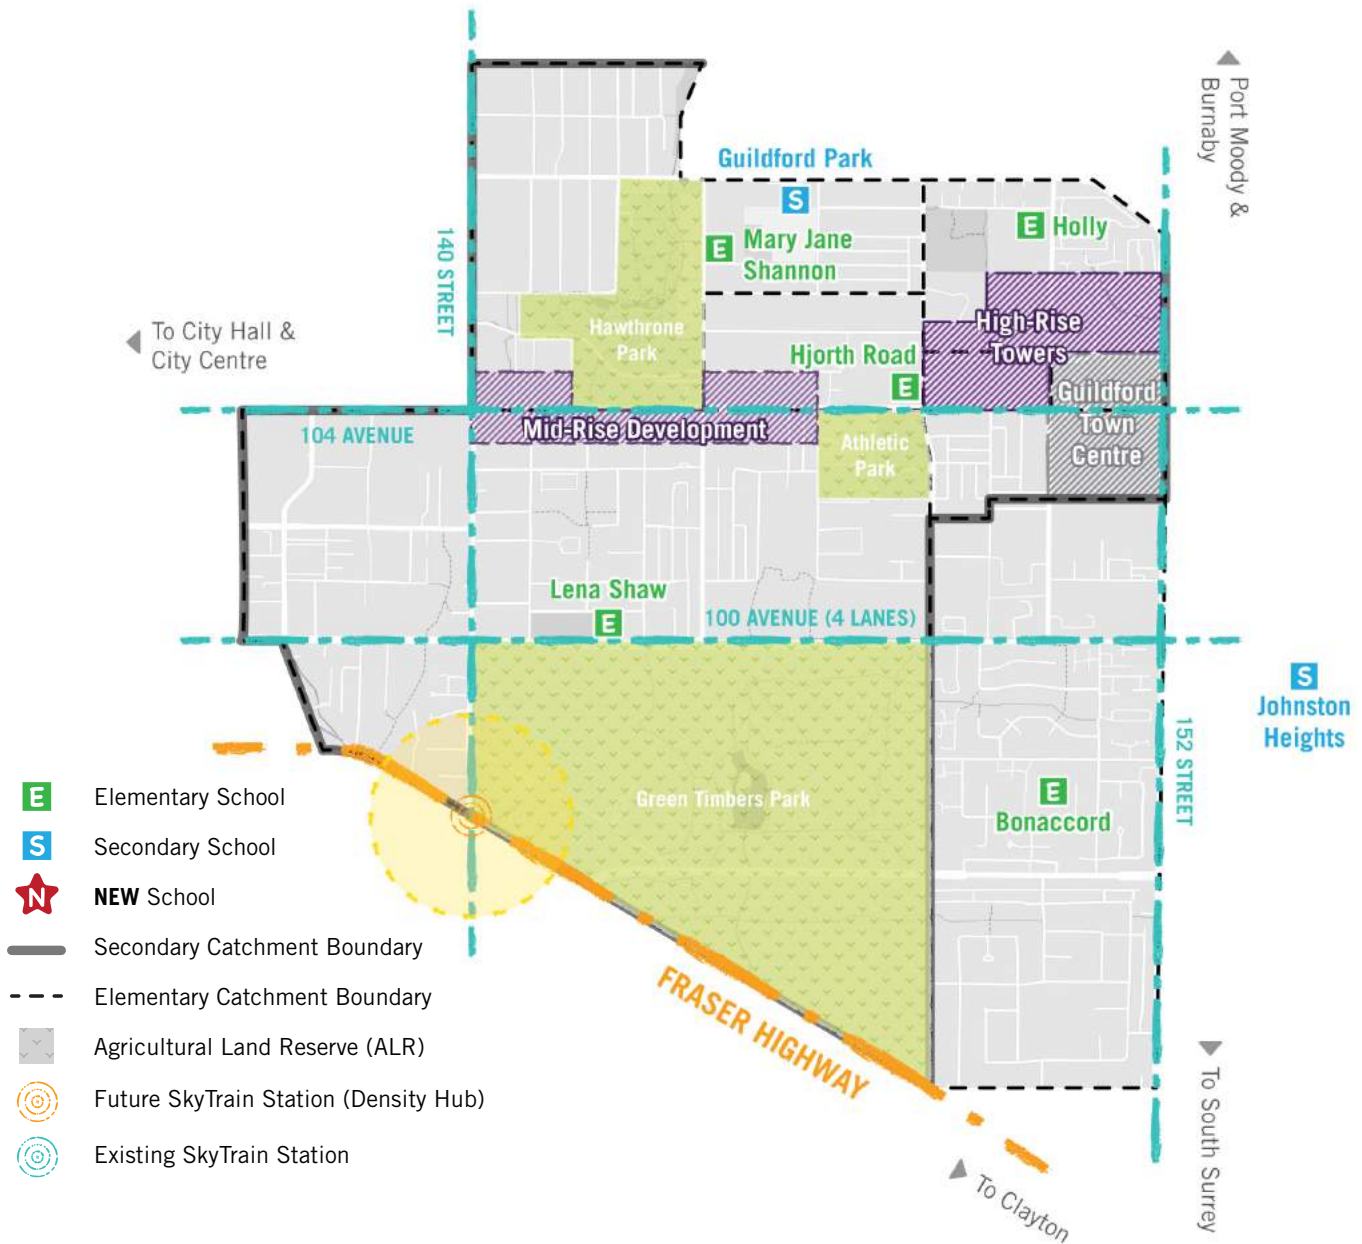 Port Moody &
Burnaby
Guildford Park
S
E Holly
E Mary Jane
Shannon
140 STREET
To City Hall &
City Centre
Hawthrone
Park
High-Rise
Towers
Hjorth Road
E
Guildford
Town
Centre
104 AVENUE
Mid-Rise Development
Athletic
Park
Lena Shaw
E
100 AVENUE (4 LANES)
S
Johnston
Heights
152 STREET
Green Timbers Park
E
Bonaccord
FRASER HIGHWAY
To Clayton
To South Surrey
E Elementary School
S Secondary School
N NEW School
Secondary Catchment Boundary
Elementary Catchment Boundary
Agricultural Land Reserve (ALR)
Future SkyTrain Station (Density Hub)
Existing SkyTrain Station